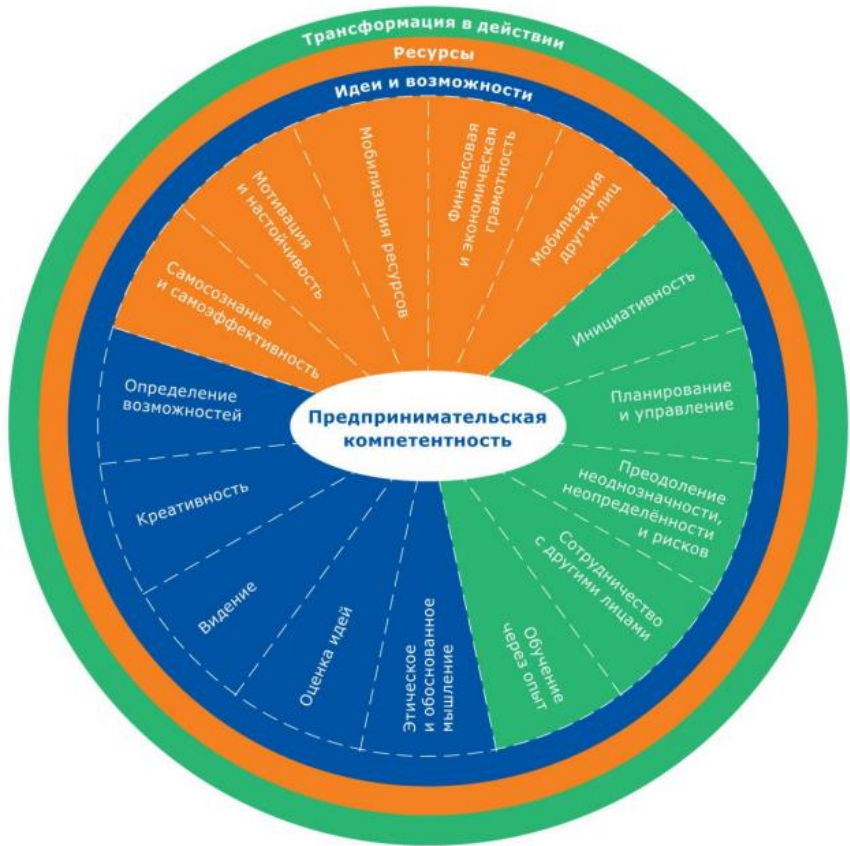 Трансформация в действии
Ресурсы
Идеи и возможности
Самосознание
и самоэффективность
Мотивация
и настойчивость
Мобилизация ресурсов
Финансовая
и экономическая
грамотность
Мобилизация
других лиц
Инициативность
Планирование
и управление
Преодоление
неоднозначности,
неопределённости
и рисков
Сотрудничество
с другими лицами
Обучение
через опыт
Этическое
и обоснованное
мышление
Оценка идей
Видение
Креативность
Определение
возможностей
Предпринимательская
компетентность